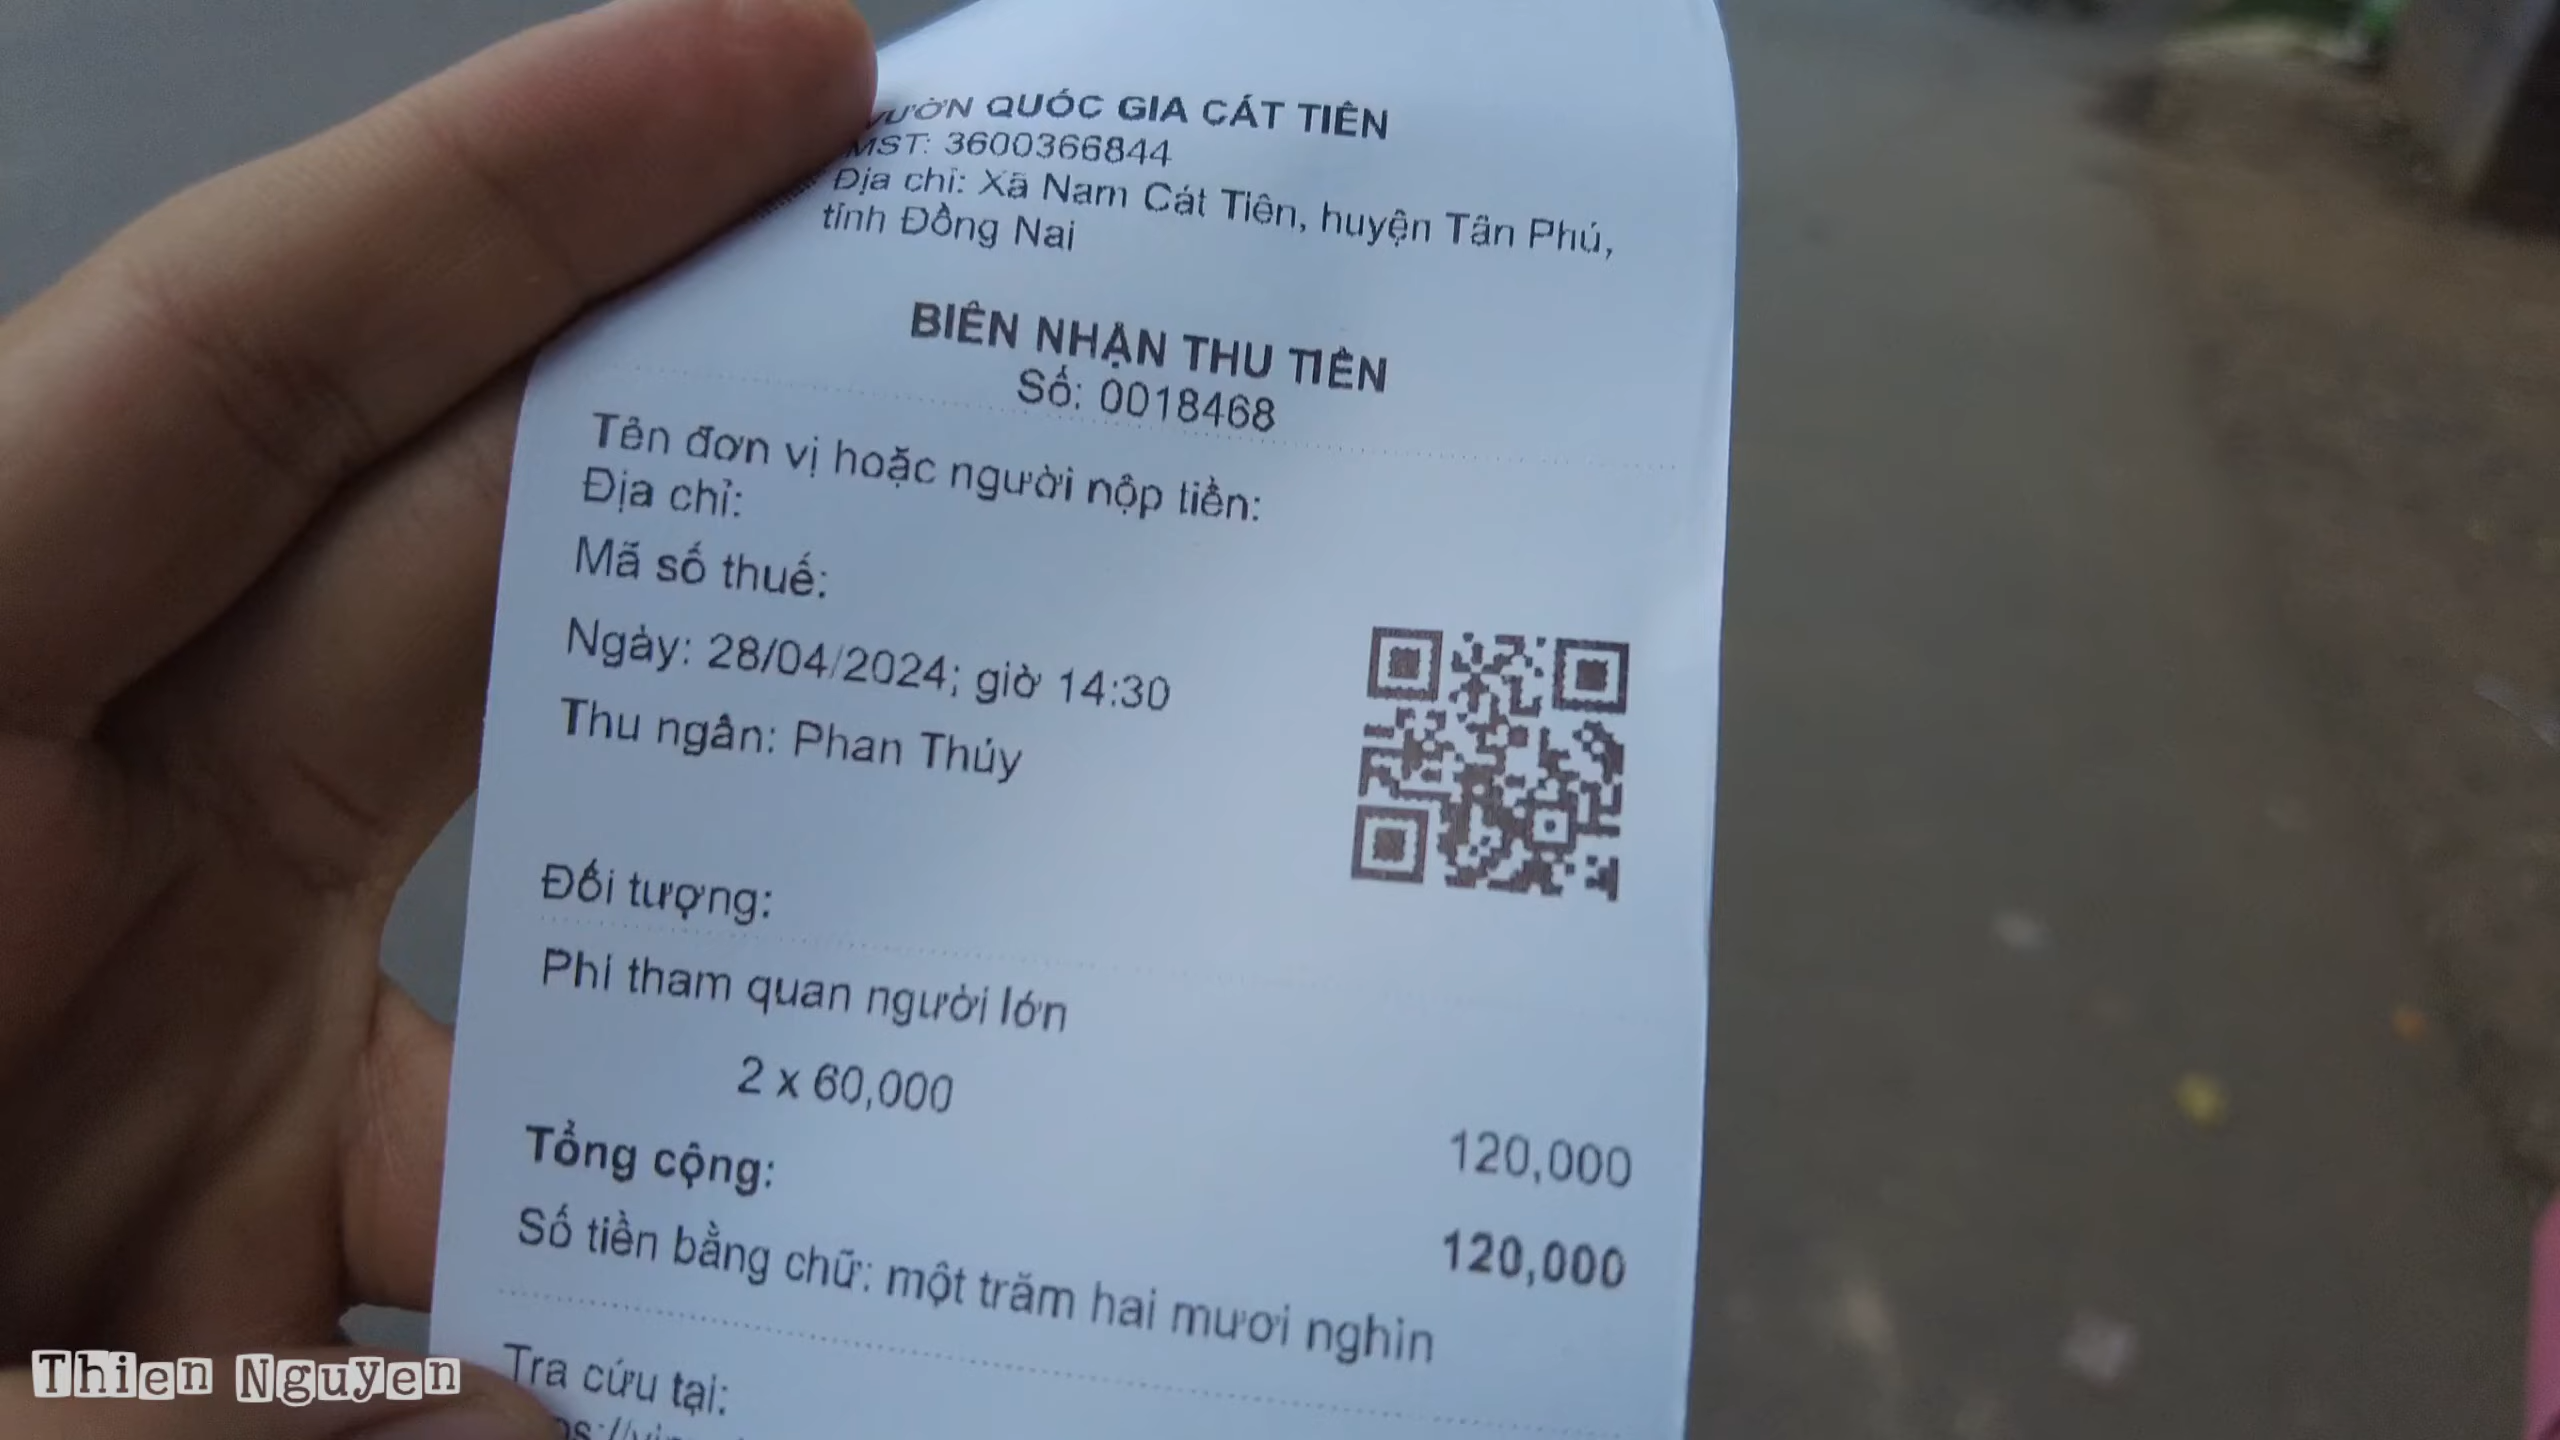 VƯỜN QUỐC GIA CÁT TIÊN
MST: 3600366844
Địa chỉ: Xã Nam Cát Tiên, huyện Tân Phú,
tỉnh Đồng Nai
BIÊN NHẬN THU TIỀN
Số: 0018468
Tên đơn vị hoặc người nộp tiền:
Địa chỉ:
Mã số thuế:
Ngày: 28/04/2024; giờ 14:30
Thu ngân: Phan Thúy
Đối tượng:
Phí tham quan người lớn
2 x 60,000
120,000
Tổng cộng:
120,000
Số tiền bằng chữ: một trăm hai mươi nghìn
Tra cứu tại:
Thien Nguyen